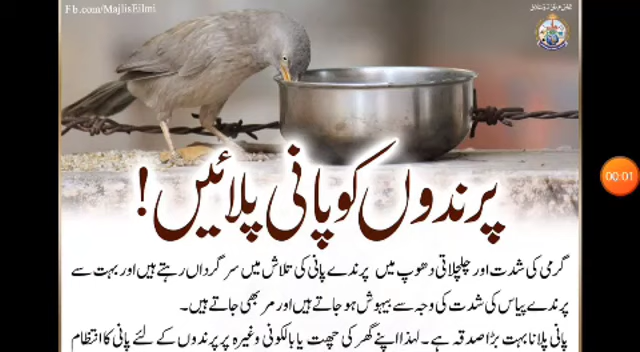 Fb.com/MajlisEilmi
00:01
پرندوں کو پانی پلائیں!
گرمی کی شدت اور چلچلاتی دھوپ میں پرندے پانی کی تلاش میں سرگرداں رہتے ہیں اور بہت سے
پرندے پیاس کی شدت کی وجہ سے بیہوش ہو جاتے ہیں اور مر بھی جاتے ہیں۔
پانی پلانا بہت بڑا صدقہ ہے۔ لہذا اپنے گھر کی چھت یا بالکونی وغیرہ پر پرندوں کے لئے پانی کا انتظام